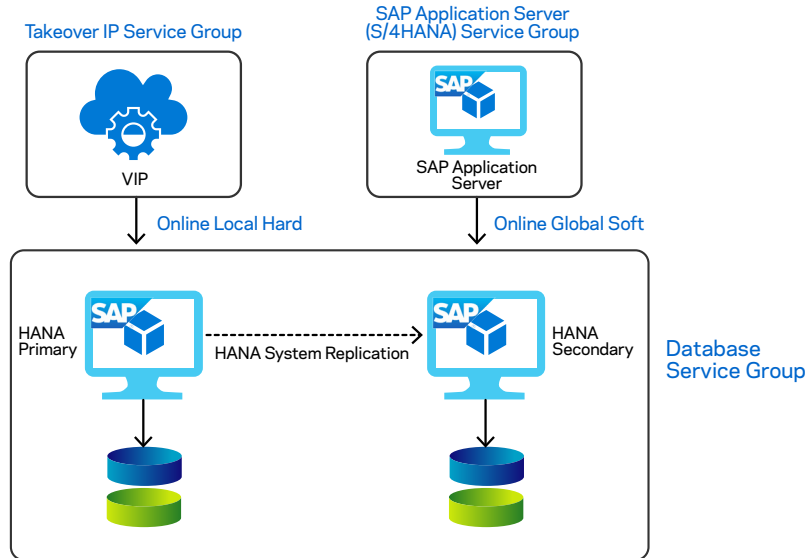 Takeover IP Service Group
SAP Application Server
(S/4HANA) Service Group
SAP
VIP
SAP Application
Server
Online Local Hard
Online Global Soft
SAP
SAP
HANA
Primary
HANA System Replication
HANA
Secondary
Database
Service Group